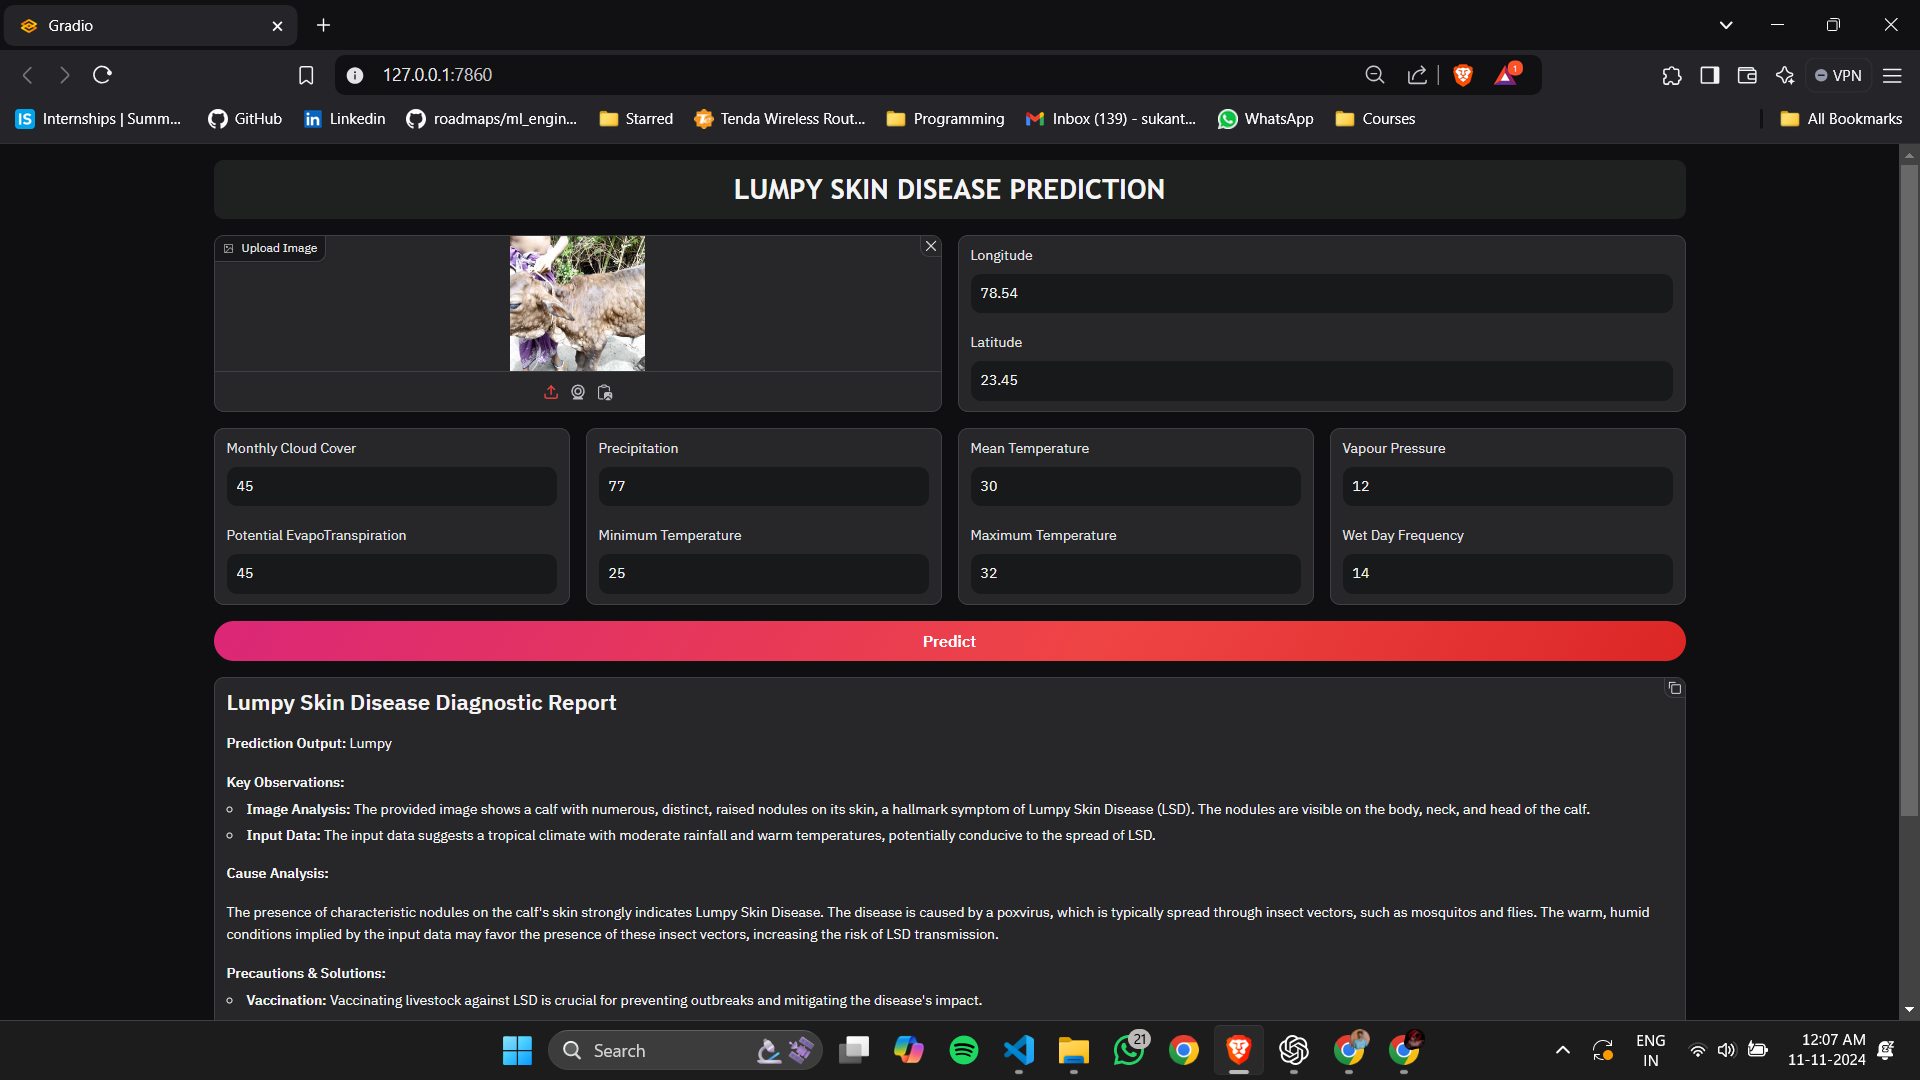 Gradio
127.0.0.1:7860
1
VPN
IS Internships | Summ...
GitHub
Linkedin
roadmaps/ml_engin...
Starred
Tenda Wireless Rout...
Programming
Inbox (139) - sukant...
WhatsApp
Courses
All Bookmarks
LUMPY SKIN DISEASE PREDICTION
Upload Image
Longitude
78.54
Latitude
23.45
Monthly Cloud Cover
45
Potential EvapoTranspiration
45
Precipitation
77
Minimum Temperature
25
Mean Temperature
30
Maximum Temperature
32
Vapour Pressure
12
Wet Day Frequency
14
Predict
Lumpy Skin Disease Diagnostic Report
Prediction Output: Lumpy
Key Observations:
Image Analysis: The provided image shows a calf with numerous, distinct, raised nodules on its skin, a hallmark symptom of Lumpy Skin Disease (LSD). The nodules are visible on the body, neck, and head of the calf.
Input Data: The input data suggests a tropical climate with moderate rainfall and warm temperatures, potentially conducive to the spread of LSD.
Cause Analysis:
The presence of characteristic nodules on the calf's skin strongly indicates Lumpy Skin Disease. The disease is caused by a poxvirus, which is typically spread through insect vectors, such as mosquitos and flies. The warm, humid
conditions implied by the input data may favor the presence of these insect vectors, increasing the risk of LSD transmission.
Precautions & Solutions:
Vaccination: Vaccinating livestock against LSD is crucial for preventing outbreaks and mitigating the disease's impact.
Search
21
ENG
IN
12:07 AM
11-11-2024